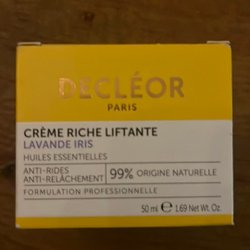 DECLÉOR
PARIS
CRÈME RICHE LIFTANTE
LAVANDE IRIS
HUILES ESSENTIELLES
ANTI-RIDES
ANTI-RELÂCHEMENT
99% ORIGINE NATURELLE
FORMULATION PROFESSIONNELLE
50 ml ℮ 1.69 Net Wt. Oz.